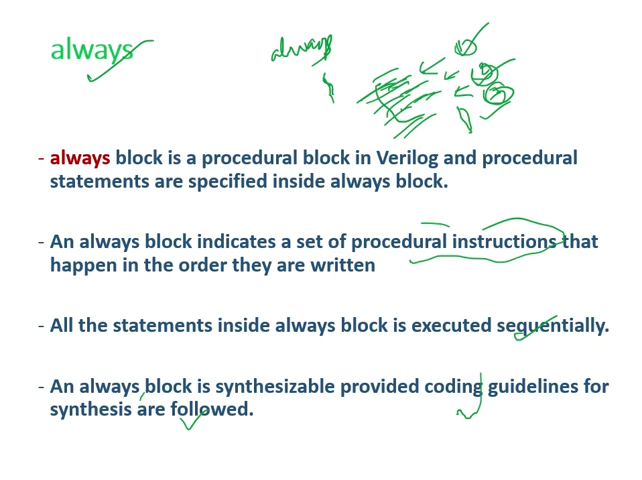 always
always
- always block is a procedural block in Verilog and procedural
statements are specified inside always block.
- An always block indicates a set of procedural instructions that
happen in the order they are written
- All the statements inside always block is executed sequentially.
- An always block is synthesizable provided coding guidelines for
synthesis are followed.